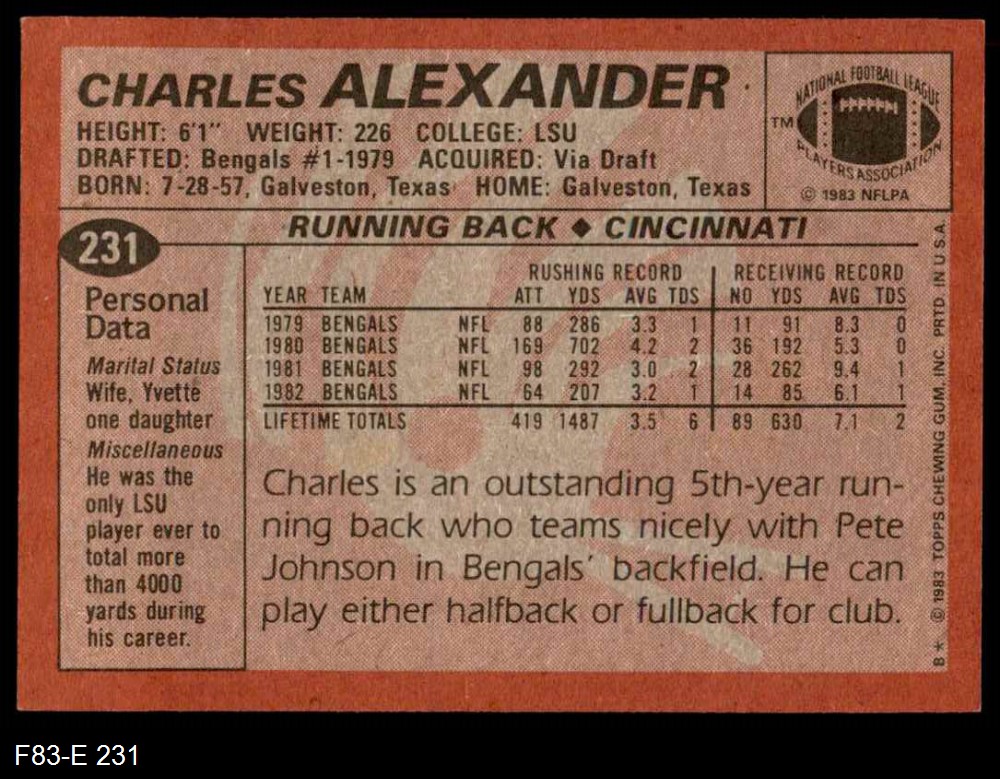 CHARLES ALEXANDER
HEIGHT: 6'1" WEIGHT: 226 COLLEGE: LSU
DRAFTED: Bengals #1-1979 ACQUIRED: Via Draft
BORN: 7-28-57, Galveston, Texas HOME: Galveston, Texas
NATIONAL FOOTBALL LEAGUE
TM
PLAYERS ASSOCIATION
© 1983 NFLPA
231
RUNNING BACK ◆ CINCINNATI
Personal
Data
Marital Status
Wife, Yvette
one daughter
Miscellaneous
He was the
only LSU
player ever to
total more
than 4000
yards during
his career.
RUSHING RECORD RECEIVING RECORD
YEAR TEAM ATT YDS AVG TDS NO YDS AVG TDS
1979 BENGALS NFL 88 286 3.3 1 11 91 8.3 0
1980 BENGALS NFL 169 702 4.2 2 36 192 5.3 0
1981 BENGALS NFL 98 292 3.0 2 28 262 9.4 1
1982 BENGALS NFL 64 207 3.2 1 14 85 6.1 1
LIFETIME TOTALS 419 1487 3.5 6 89 630 7.1 2
Charles is an outstanding 5th-year run-
ning back who teams nicely with Pete
Johnson in Bengals' backfield. He can
play either halfback or fullback for club.
B* © 1983 TOPPS CHEWING GUM, INC. PRTD. IN U.S.A.
F83-E 231